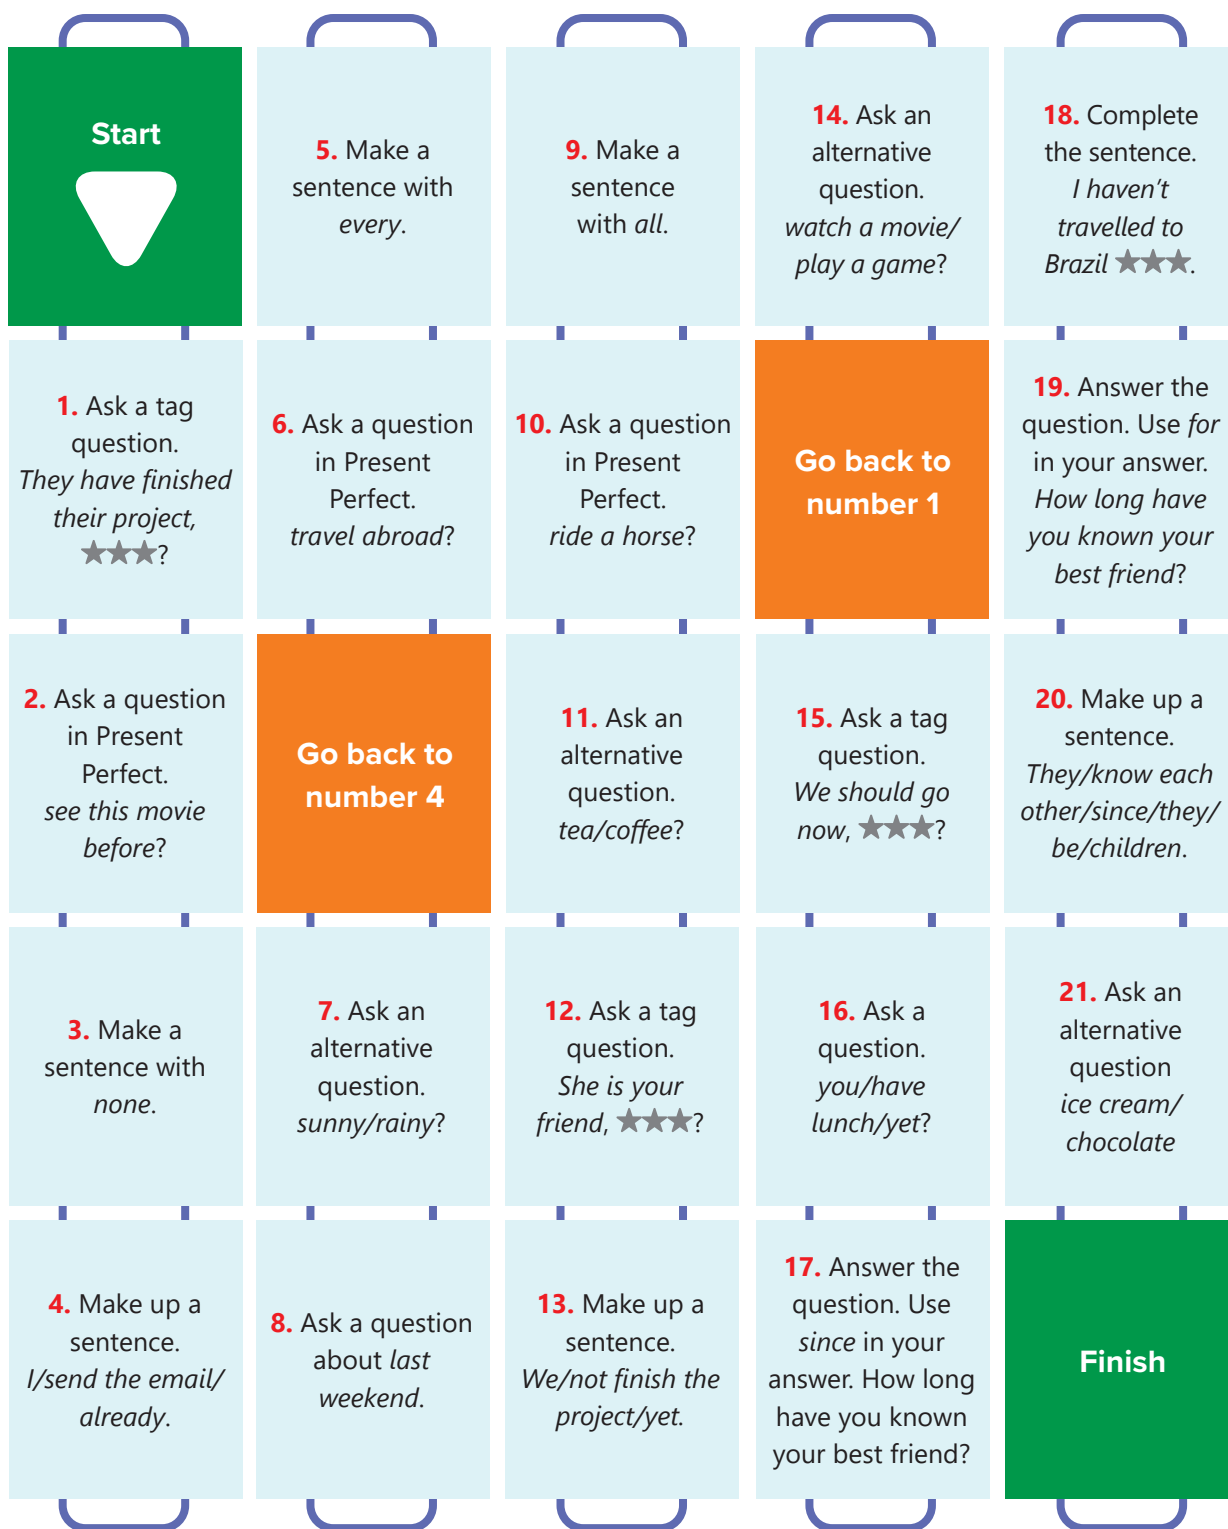 Start
1. Ask a tag
question.
They have finished
their project,
★★★?
2. Ask a question
in Present
Perfect.
see this movie
before?
3. Make a
sentence with
none.
4. Make up a
sentence.
I/send the email/
already.
5. Make a
sentence with
every.
6. Ask a question
in Present
Perfect.
travel abroad?
Go back to
number 4
7. Ask an
alternative
question.
sunny/rainy?
8. Ask a question
about last
weekend.
9. Make a
sentence
with all.
10. Ask a question
in Present
Perfect.
ride a horse?
11. Ask an
alternative
question.
tea/coffee?
12. Ask a tag
question.
She is your
friend, ★★★?
13. Make up a
sentence.
We/not finish the
project/yet.
14. Ask an
alternative
question.
watch a movie/
play a game?
Go back to
number 1
15. Ask a tag
question.
We should go
now, ★★★?
16. Ask a
question.
you/have
lunch/yet?
17. Answer the
question. Use
since in your
answer. How long
have you known
your best friend?
18. Complete
the sentence.
I haven't
travelled to
Brazil ★★★.
19. Answer the
question. Use for
in your answer.
How long have
you known your
best friend?
20. Make up a
sentence.
They/know each
other/since/they/
be/children.
21. Ask an
alternative
question
ice cream/
chocolate
Finish